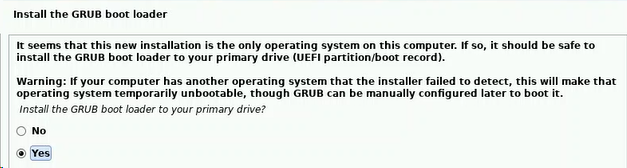 Install the GRUB boot loader
It seems that this new installation is the only operating system on this computer. If so, it should be safe to
install the GRUB boot loader to your primary drive (UEFI partition/boot record).
Warning: If your computer has another operating system that the installer failed to detect, this will make that
operating system temporarily unbootable, though GRUB can be manually configured later to boot it.
Install the GRUB boot loader to your primary drive?
No
Yes